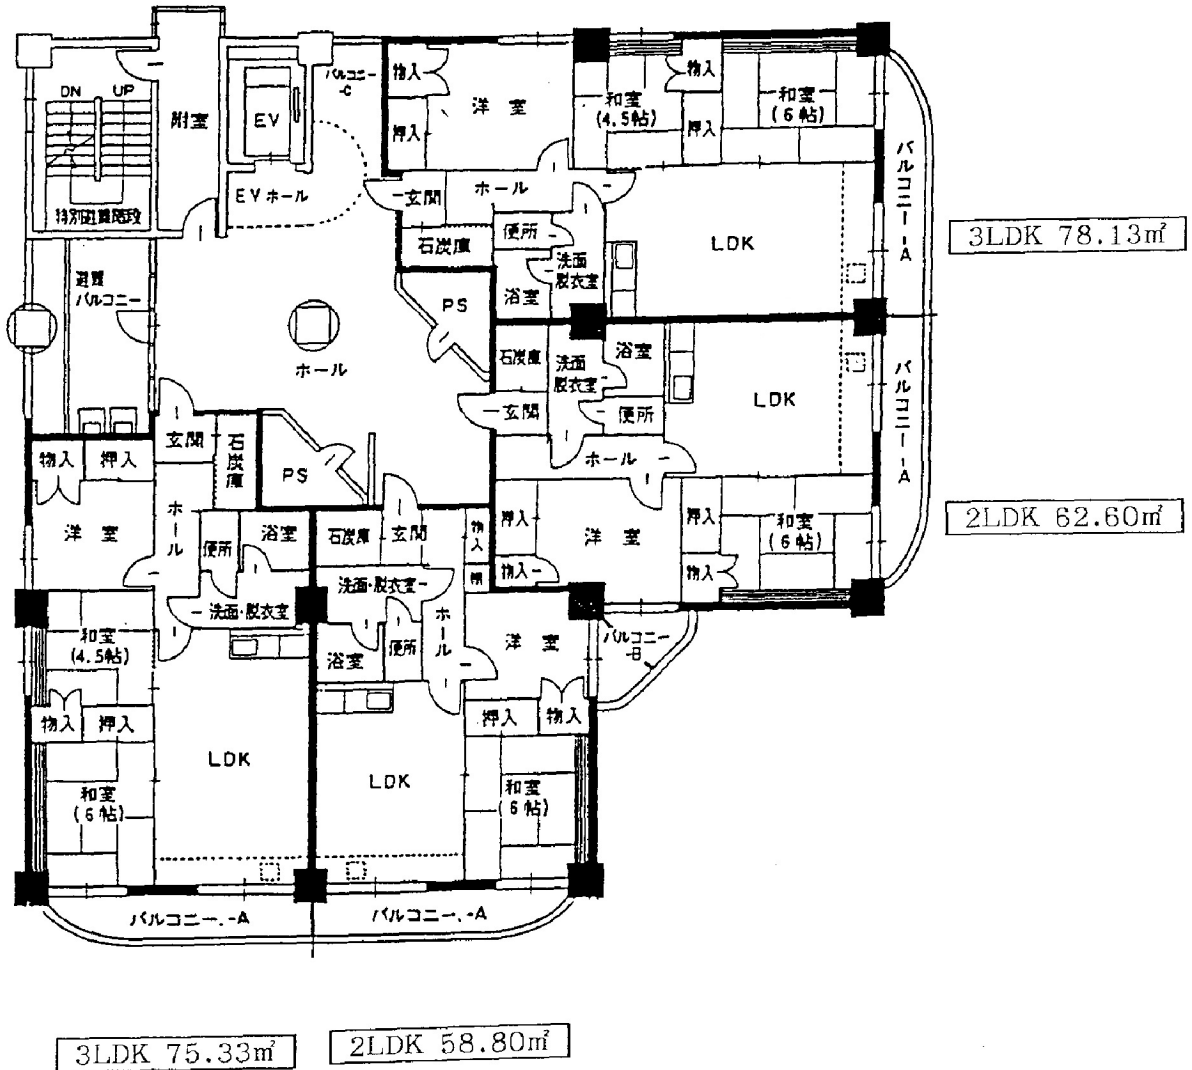 DN UP
附室
EV
バルコニー
-C
物入
押入
洋室
和室
(4.5帖)
物入
押入
和室
(6帖)
バルコニー-A
EVホール
特別避難階段
玄関
ホール
石炭庫
便所
洗面
脱衣室
浴室
LDK
3LDK 78.13㎡
避難
バルコニー
PS
ホール
石炭庫
洗面
脱衣室
浴室
玄関
便所
ホール
LDK
バルコニー-A
押入
物入
洋室
押入
物入
和室
(6帖)
2LDK 62.60㎡
バルコニー
-B
玄関
石炭庫
PS
物入
押入
洋室
ホール
便所
浴室
洗面・脱衣室
和室
(4.5帖)
物入
押入
和室
(6帖)
LDK
バルコニー.-A
石炭庫
玄関
物入
洗面・脱衣室
ホール
浴室
便所
洋室
押入
物入
LDK
和室
(6帖)
バルコニー.-A
3LDK 75.33㎡
2LDK 58.80㎡